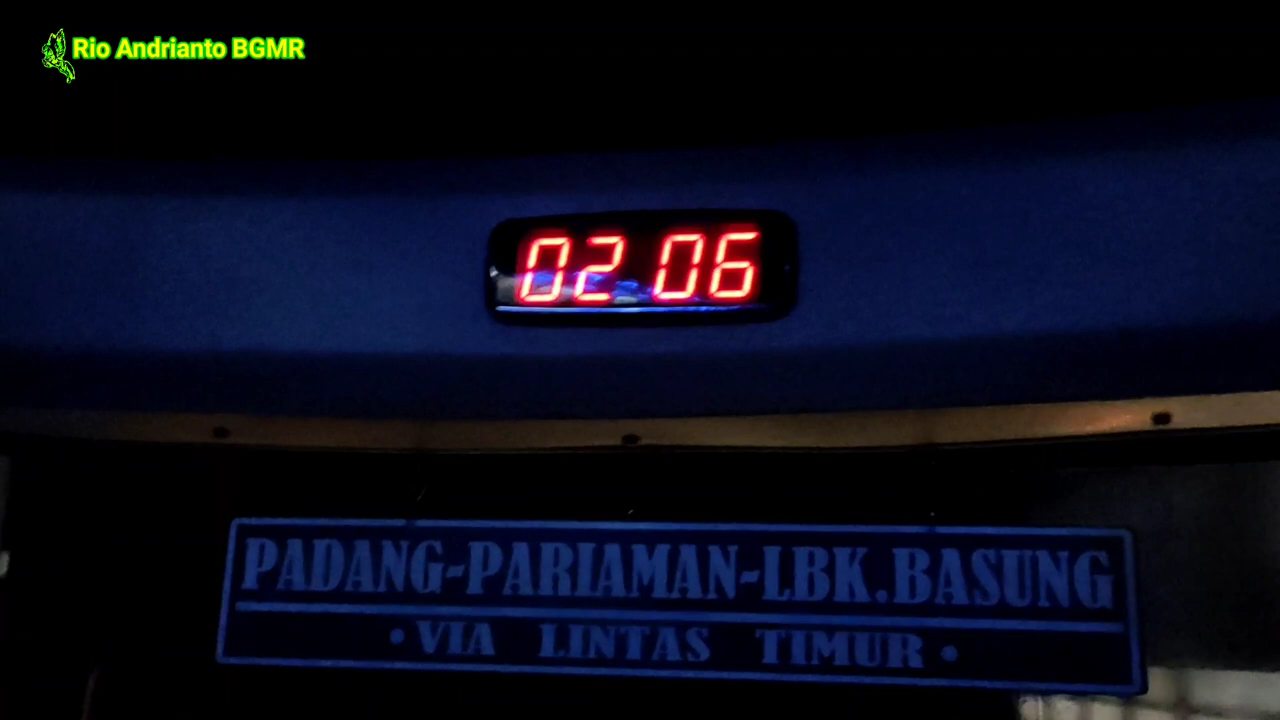 Rio Andrianto BGMR
02 06
PADANG-PARIAMAN-LBK.BASUNG
• VIA LINTAS TIMUR •